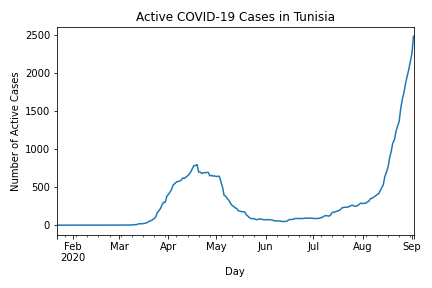 Active COVID-19 Cases in Tunisia
Number of Active Cases
2500
2000
1500
1000
500
0
Feb
2020
Mar
Apr
May
Jun
Jul
Aug
Sep
Day